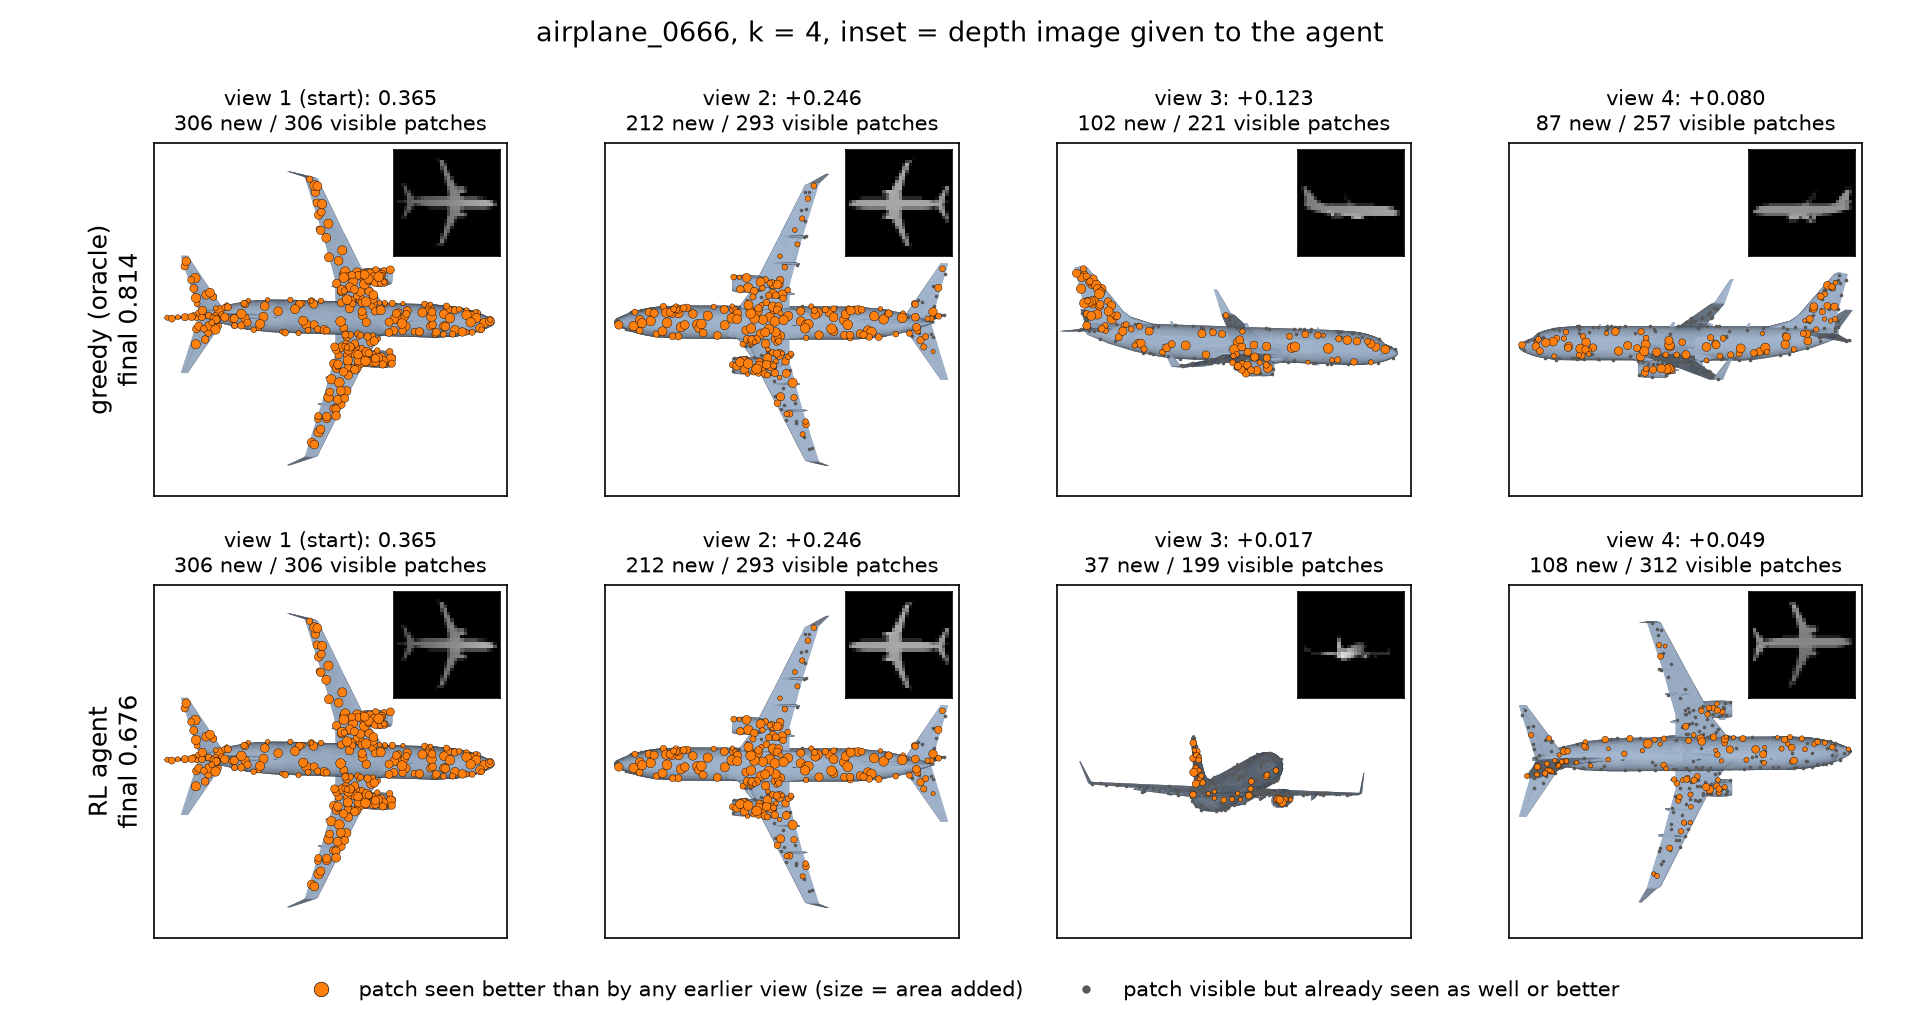 airplane_0666, k = 4, inset = depth image given to the agent
view 1 (start): 0.365
306 new / 306 visible patches
view 2: +0.246
212 new / 293 visible patches
view 3: +0.123
102 new / 221 visible patches
view 4: +0.080
87 new / 257 visible patches
greedy (oracle)
final 0.814
view 1 (start): 0.365
306 new / 306 visible patches
view 2: +0.246
212 new / 293 visible patches
view 3: +0.017
37 new / 199 visible patches
view 4: +0.049
108 new / 312 visible patches
RL agent
final 0.676
patch seen better than by any earlier view (size = area added)
patch visible but already seen as well or better